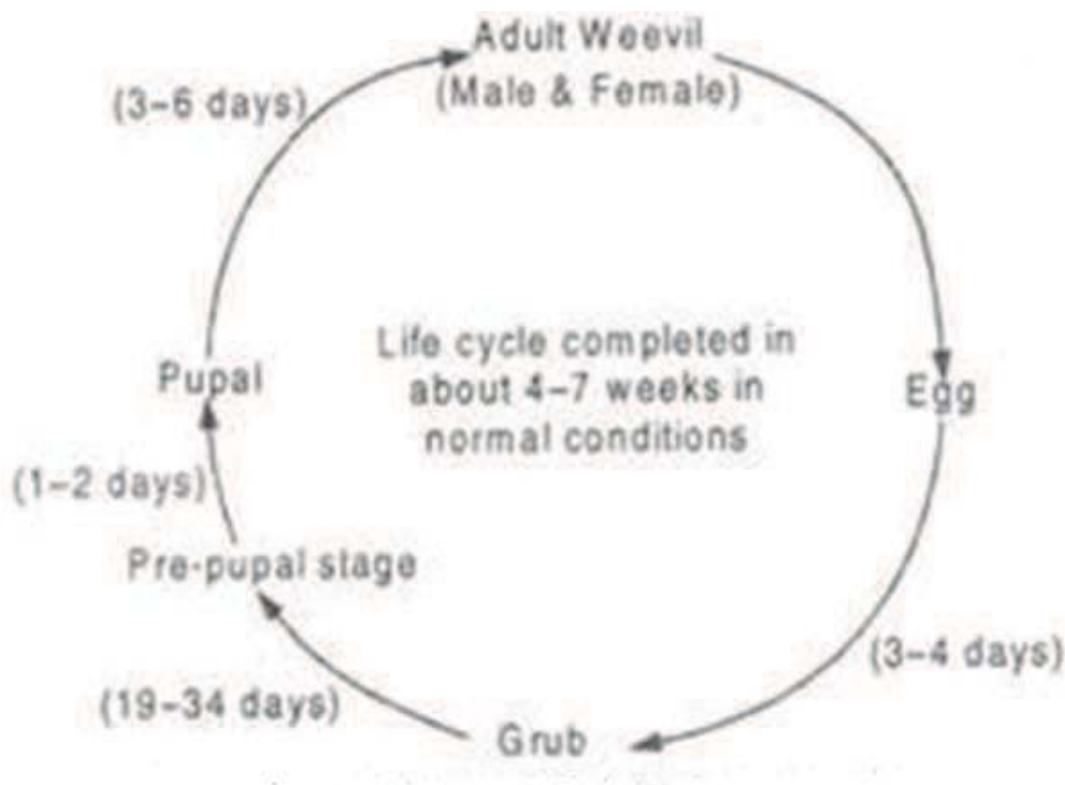 Adult Weevil
(Male & Female)
(3–6 days)
Life cycle completed in
about 4–7 weeks in
normal conditions
Pupal
Egg
(1–2 days)
Pre-pupal stage
(3–4 days)
(19–34 days)
Grub